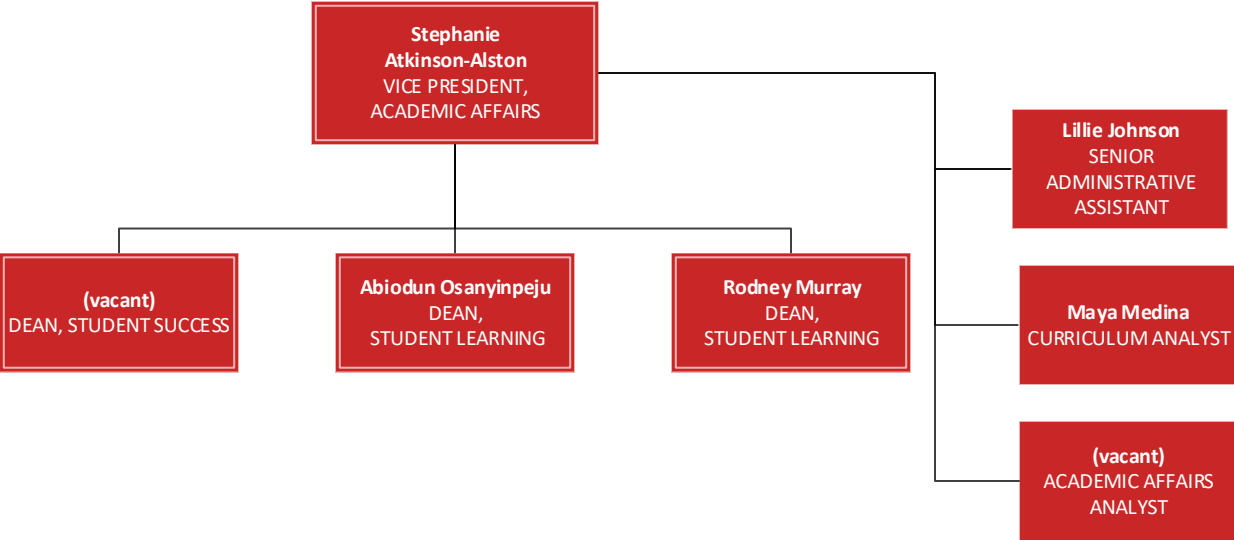 Stephanie
Atkinson-Alston
VICE PRESIDENT,
ACADEMIC AFFAIRS
Lillie Johnson
SENIOR
ADMINISTRATIVE
ASSISTANT
(vacant)
DEAN, STUDENT SUCCESS
Abiodun Osanyinpeju
DEAN,
STUDENT LEARNING
Rodney Murray
DEAN,
STUDENT LEARNING
Maya Medina
CURRICULUM ANALYST
(vacant)
ACADEMIC AFFAIRS
ANALYST